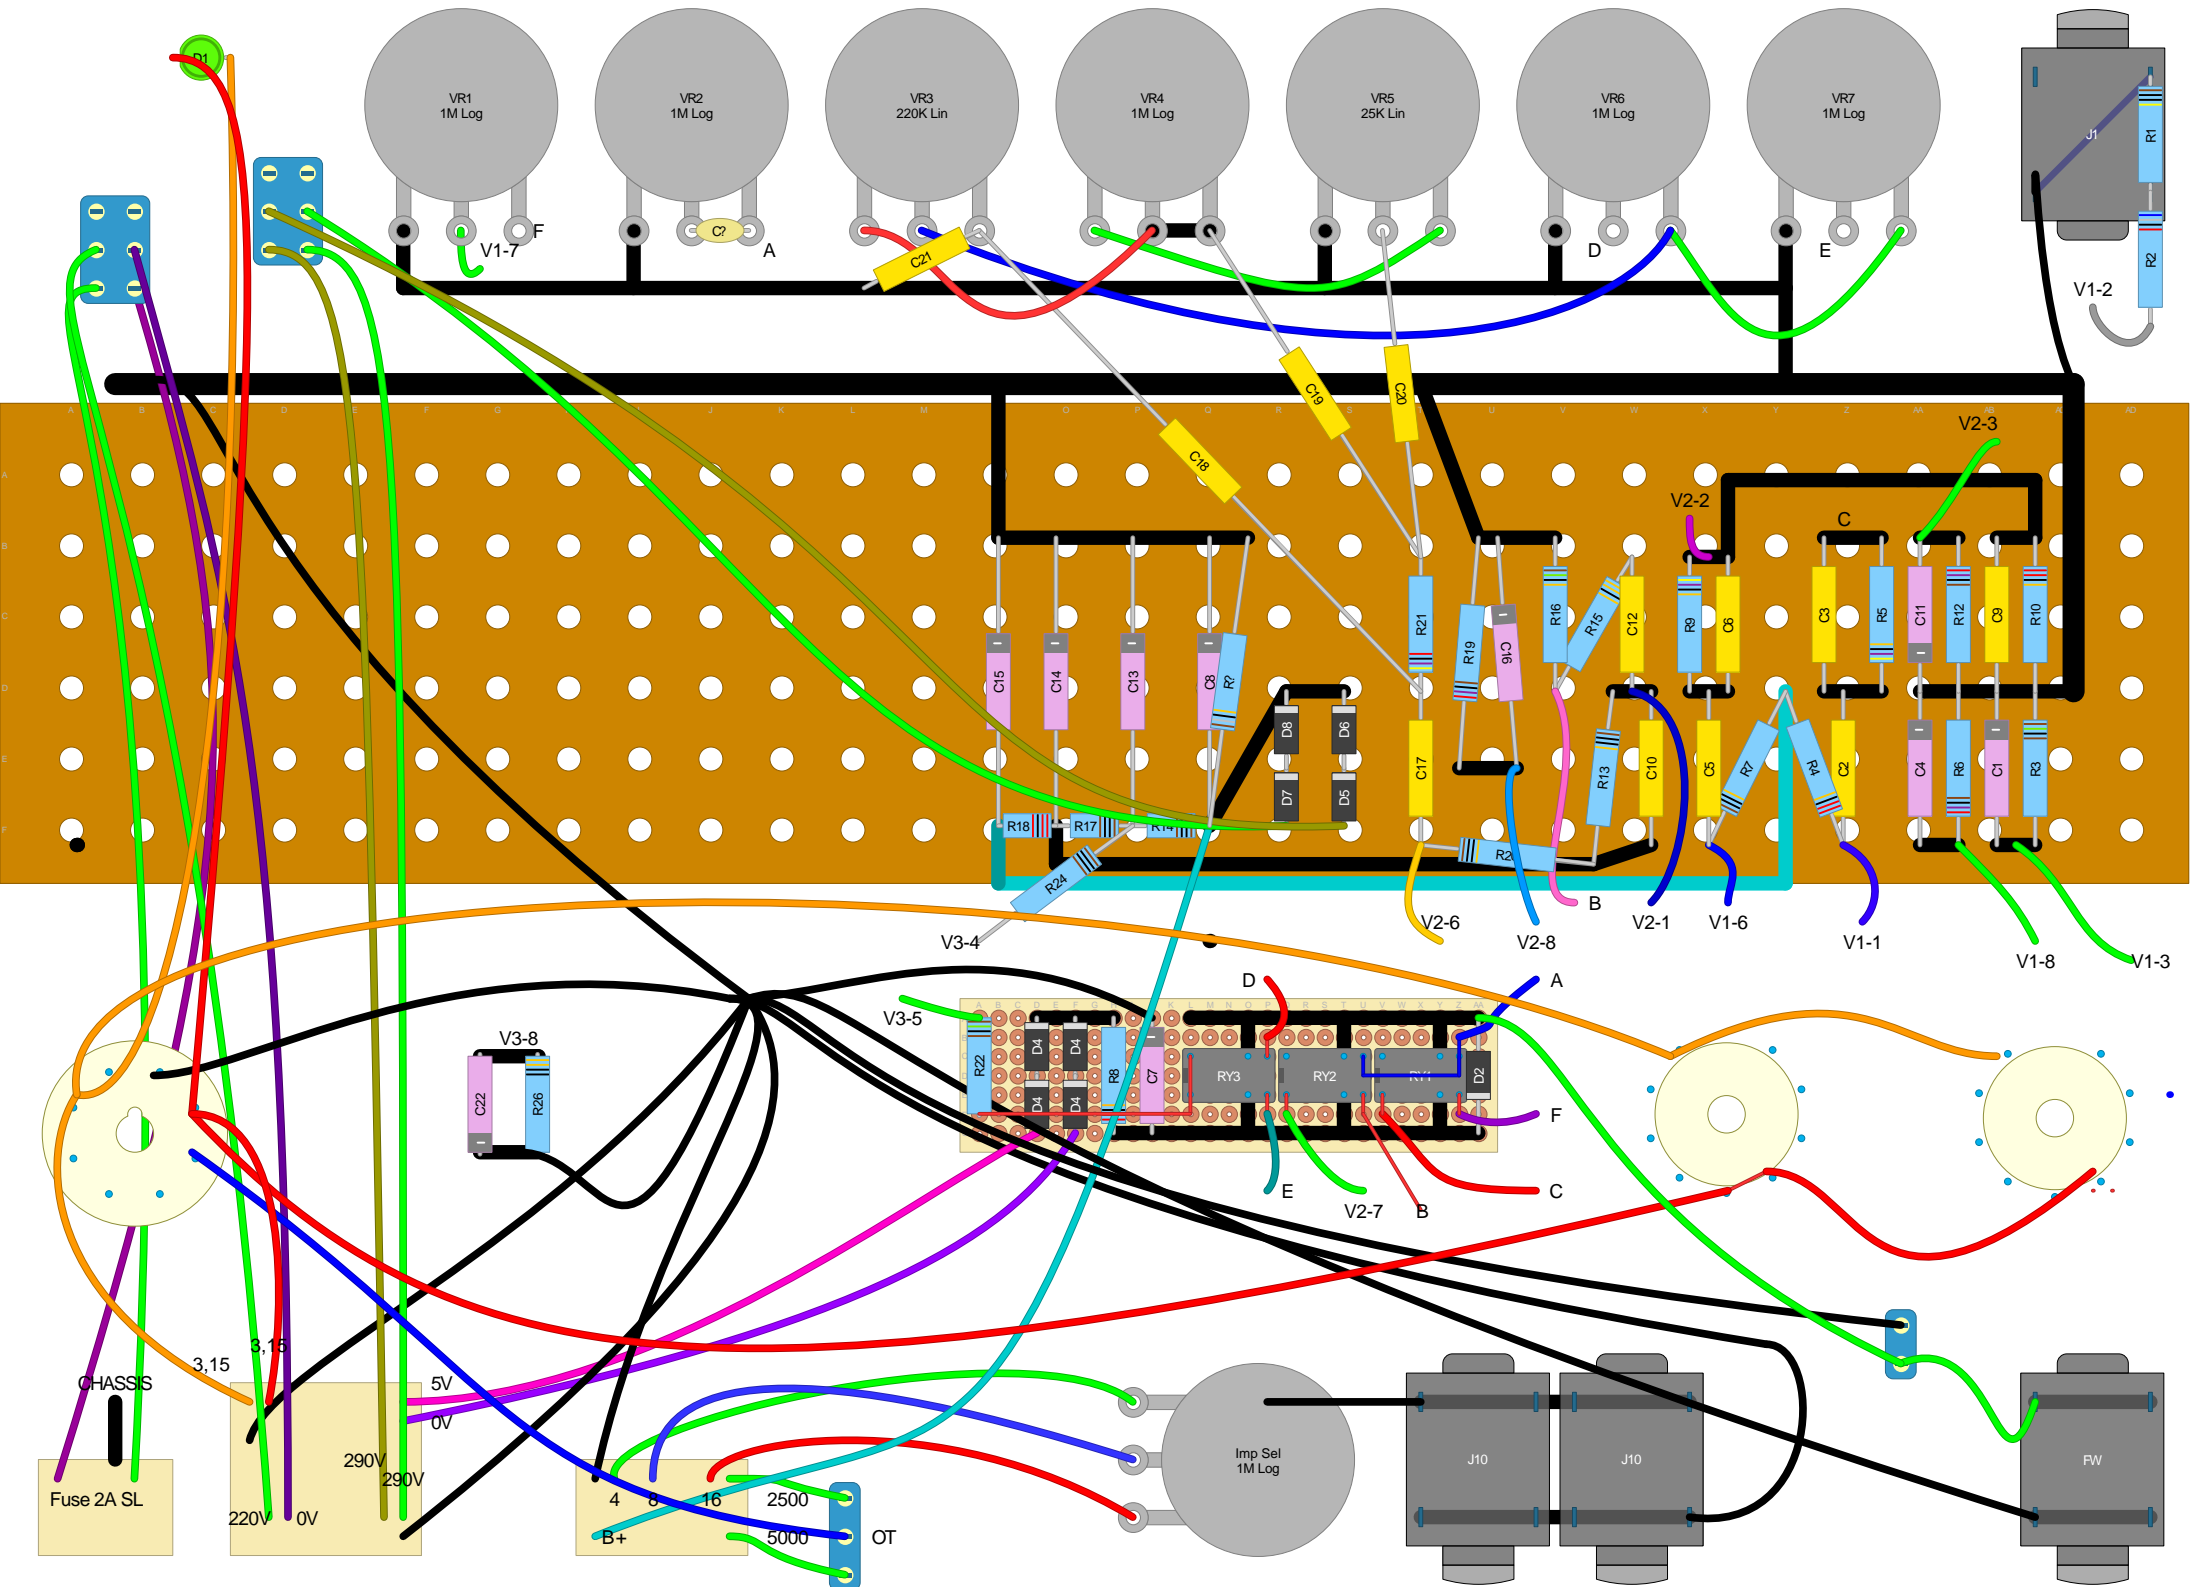 D1
VR1
1M Log
VR2
1M Log
VR3
220K Lin
VR4
1M Log
VR5
25K Lin
VR6
1M Log
VR7
1M Log
J1
R1
R2
V1-2
F
V1-7
C?
A
C21
D
E
C19
C20
C18
A B C D E F G J K L M O P Q R S U V W X Y Z AA AB AD
A
B
C
D
E
F
V2-3
V2-2
C
R21
R19
C16
R16
R15
C12
R9
C6
C3
R5
C11
R12
C9
R10
C15
C14
C13
C8
R?
D8
D6
D7
D5
C17
R13
C10
C5
R7
R4
C2
C4
R6
C1
R3
R18
R17
R14
R24
V3-4
V2-6
V2-8
B
V2-1
V1-6
V1-1
V1-8
V1-3
D
A
V3-5
V3-8
C22
R26
R22
D4
D4
D4
D4
R8
C7
RY3
RY2
RY1
D2
F
E
V2-7
B
C
3,15
3,15
CHASSIS
5V
0V
290V
290V
220V
0V
Fuse 2A SL
4
8
16
2500
5000
B+
OT
Imp Sel
1M Log
J10
J10
FW